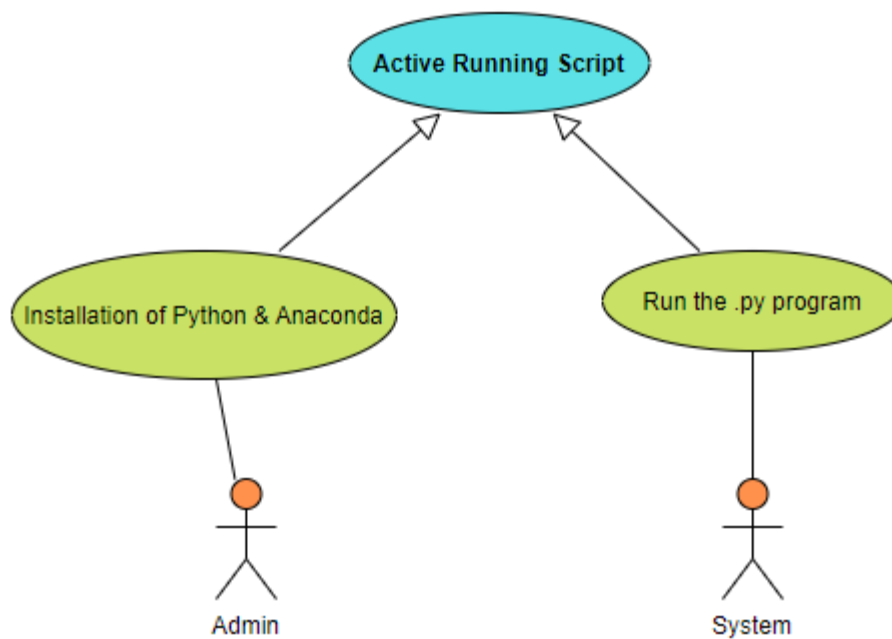 Active Running Script
Installation of Python & Anaconda
Run the .py program
Admin
System